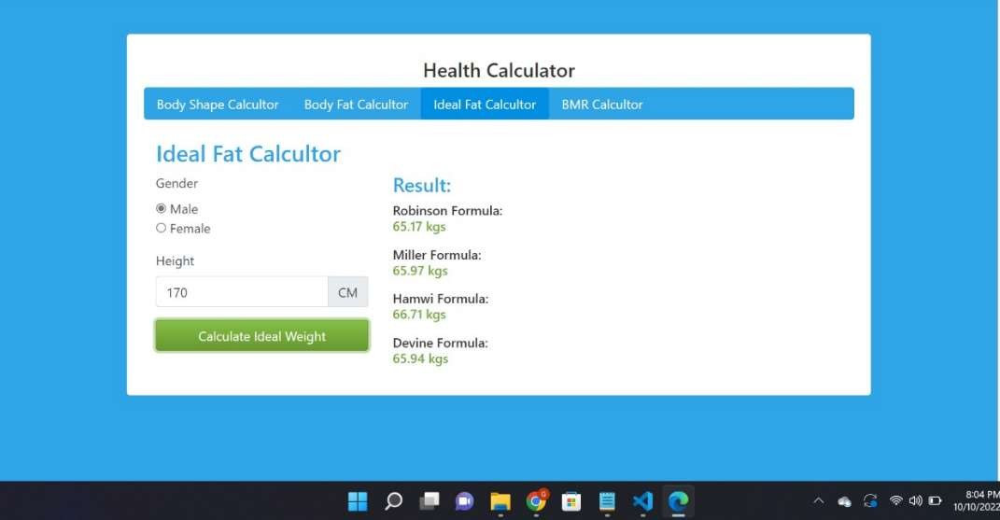 Health Calculator
Body Shape Calcultor Body Fat Calcultor Ideal Fat Calcultor BMR Calcultor
Ideal Fat Calcultor
Gender
Male
Female
Height
170 CM
Calculate Ideal Weight
Result:
Robinson Formula:
65.17 kgs
Miller Formula:
65.97 kgs
Hamwi Formula:
66.71 kgs
Devine Formula:
65.94 kgs
G
8:04 PM
10/10/2022